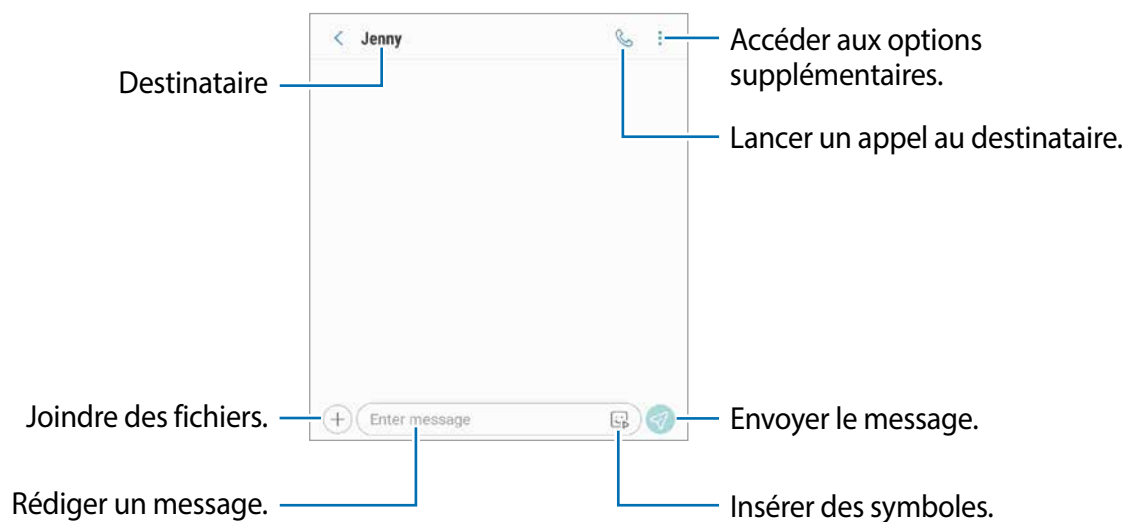 Jenny
Accéder aux options
supplémentaires.
Destinataire
Lancer un appel au destinataire.
Joindre des fichiers.
Enter message
Envoyer le message.
Rédiger un message.
Insérer des symboles.